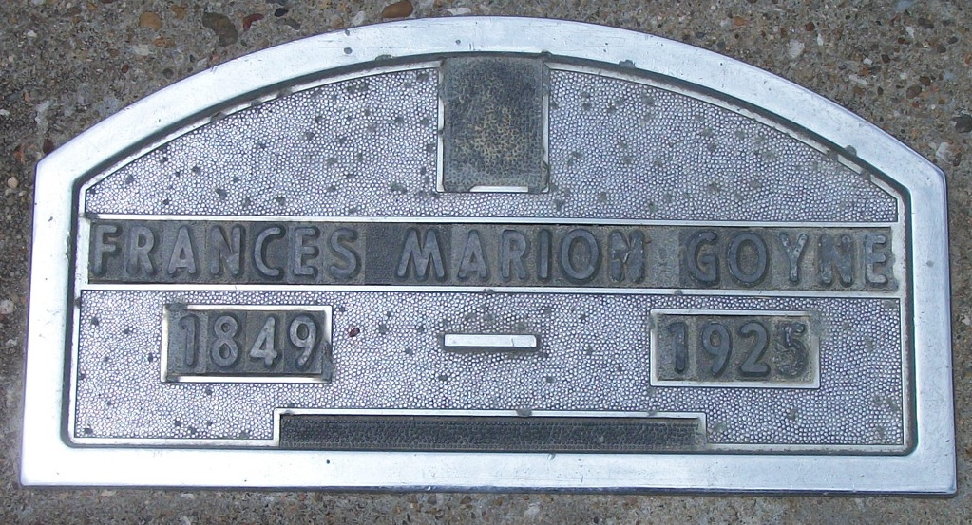 FRANCES MARION GOYNE
1849 — 1925